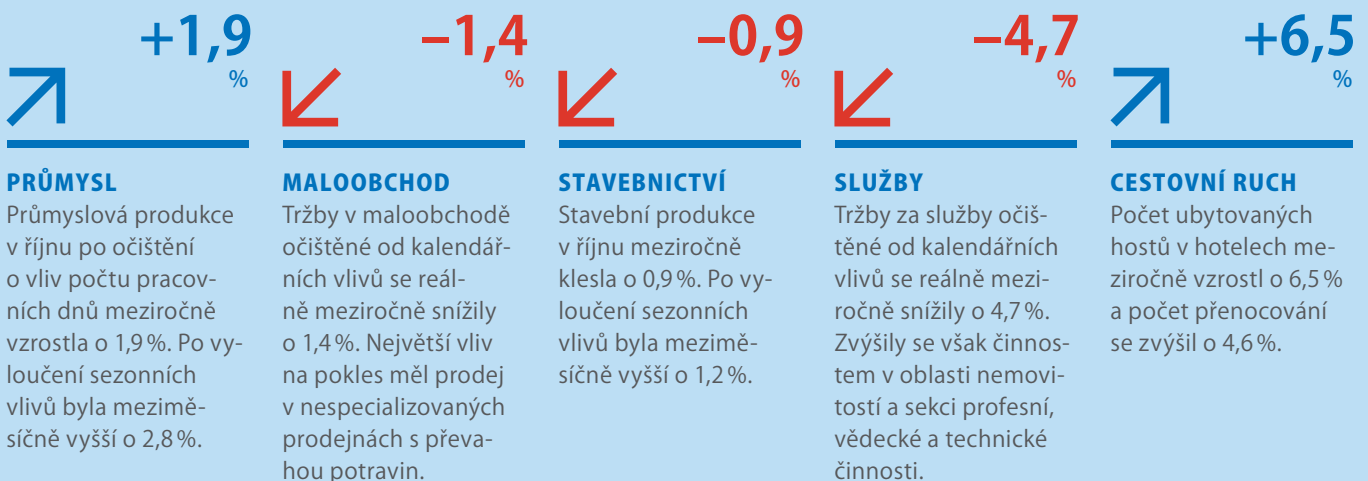 +1,9
%
PRŮMYSL
Průmyslová produkce
v říjnu po očištění
o vliv počtu pracov-
ních dnů meziročně
vzrostla o 1,9 %. Po vy-
loučení sezonních
vlivů byla mezimě-
síčně vyšší o 2,8 %.
–1,4
%
MALOOBCHOD
Tržby v maloobchodě
očištěné od kalendář-
ních vlivů se reál-
ně meziročně snížily
o 1,4 %. Největší vliv
na pokles měl prodej
v nespecializovaných
prodejnách s převa-
hou potravin.
–0,9
%
STAVEBNICTVÍ
Stavební produkce
v říjnu meziročně
klesla o 0,9 %. Po vy-
loučení sezonních
vlivů byla mezimě-
síčně vyšší o 1,2 %.
–4,7
%
SLUŽBY
Tržby za služby očiš-
těné od kalendářních
vlivů se reálně mezi-
ročně snížily o 4,7 %.
Zvýšily se však činnos-
tem v oblasti nemovi-
tostí a sekci profesní,
vědecké a technické
činnosti.
+6,5
%
CESTOVNÍ RUCH
Počet ubytovaných
hostů v hotelech me-
ziročně vzrostl o 6,5 %
a počet přenocování
se zvýšil o 4,6 %.